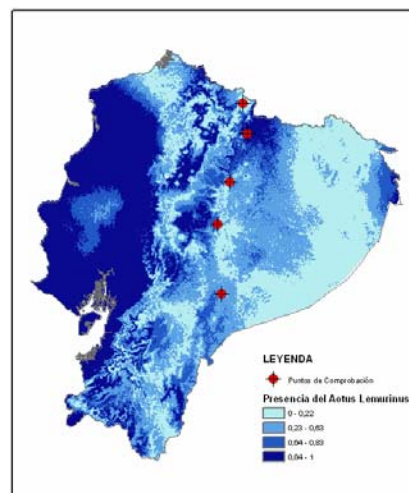 LEYENDA
Puntos de Comprobación
Presencia del Aotus Lemurinus
0 - 0,22
0,23 - 0,63
0,64 - 0,83
0,84 - 1